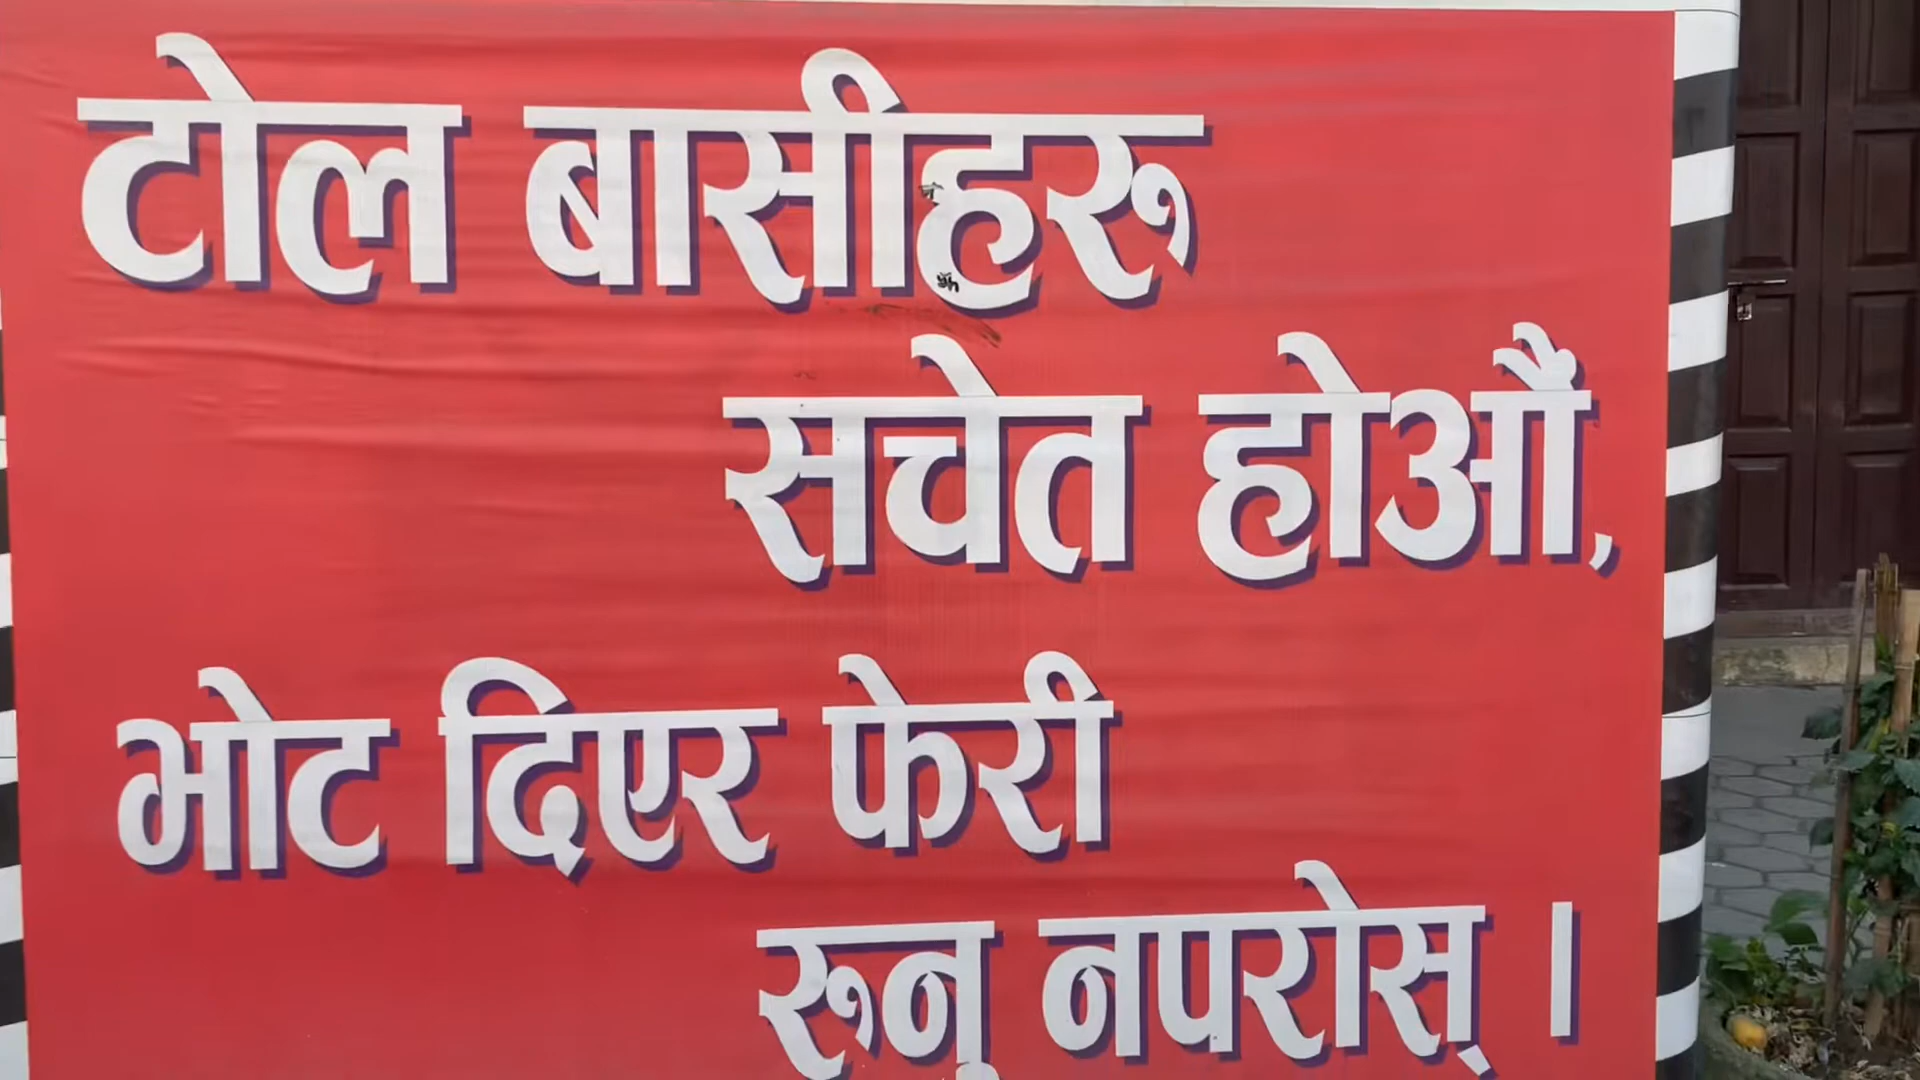 टोल बासीहरू
सचेत होऔं,
भोट दिएर फेरी
रूनु नपरोस् ।